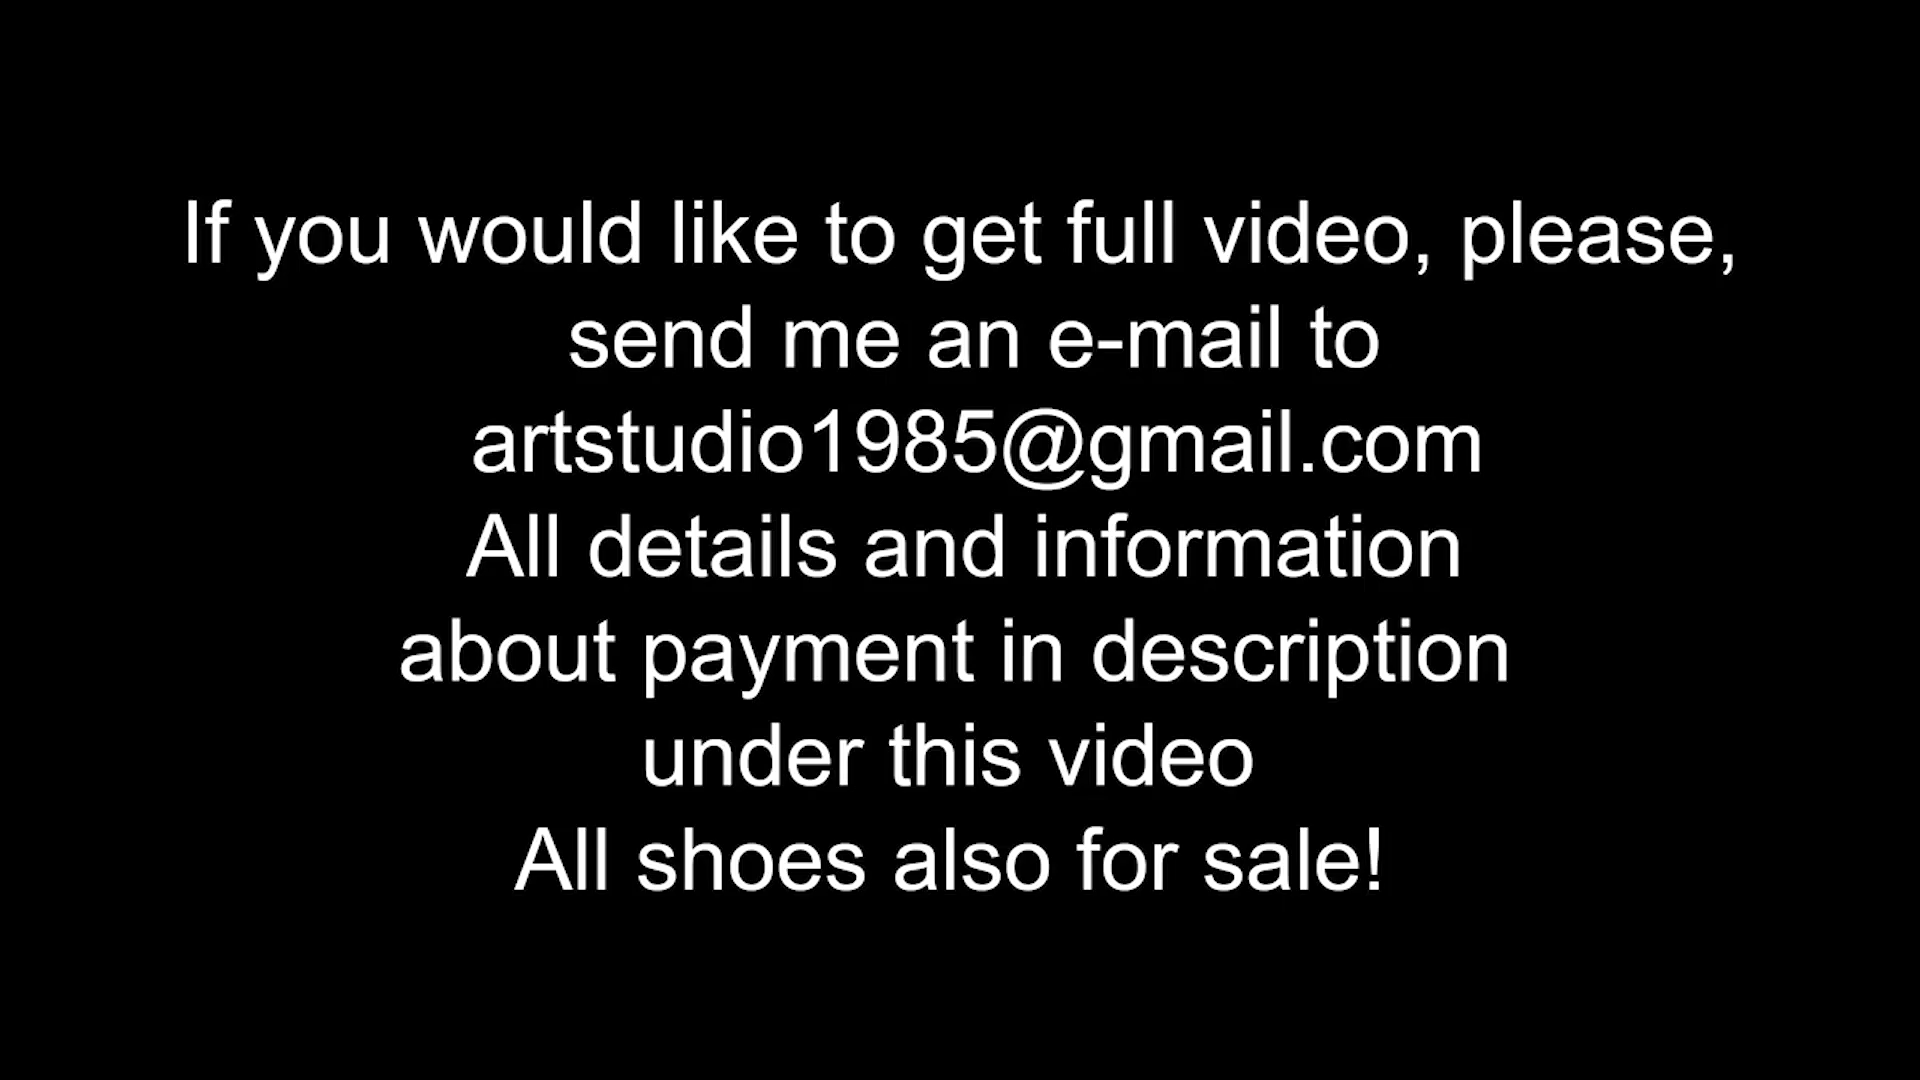 If you would like to get full video, please,
send me an e-mail to
artstudio1985@gmail.com
All details and information
about payment in description
under this video
All shoes also for sale!